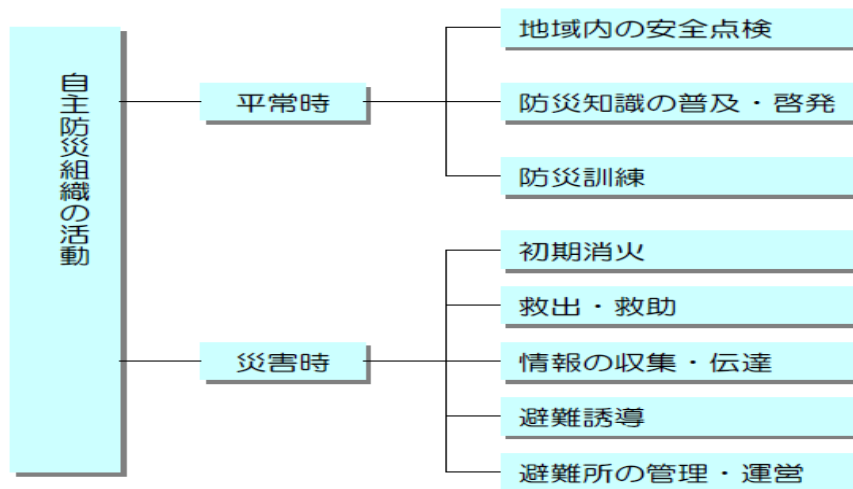 自主防災組織の活動
平常時
地域内の安全点検
防災知識の普及・啓発
防災訓練
災害時
初期消火
救出・救助
情報の収集・伝達
避難誘導
避難所の管理・運営